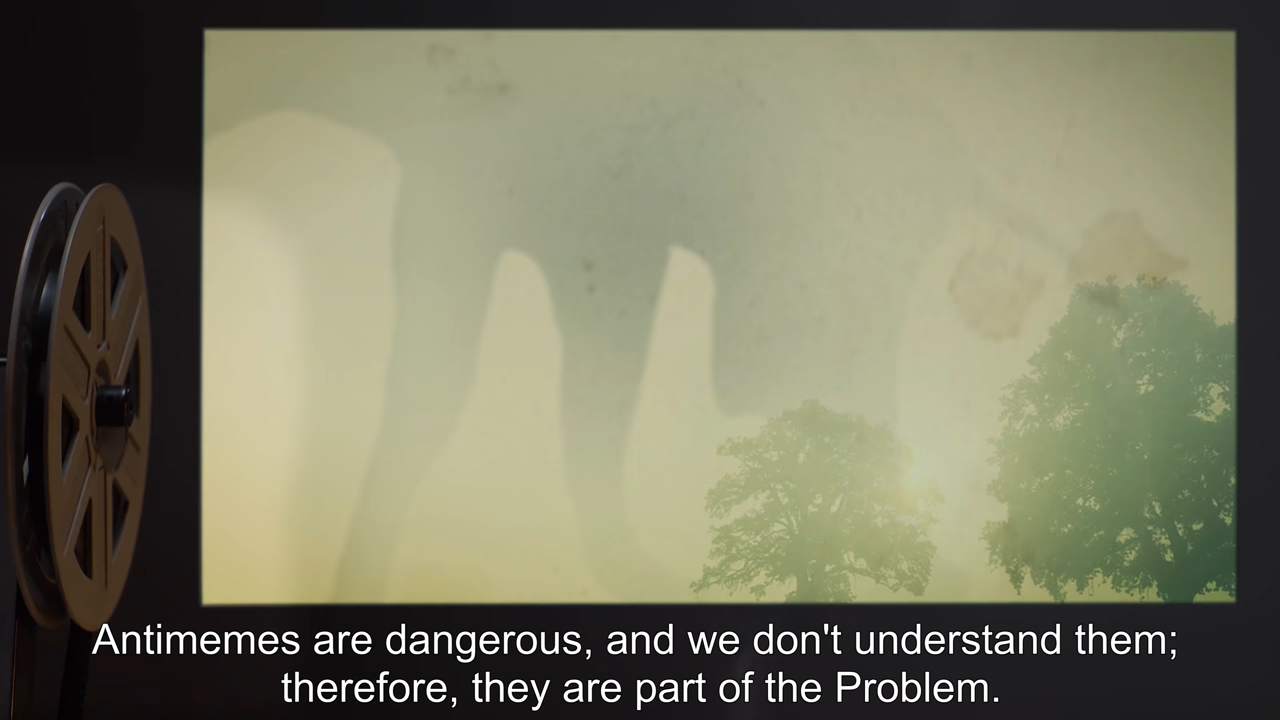 Antimemes are dangerous, and we don't understand them;
therefore, they are part of the Problem.